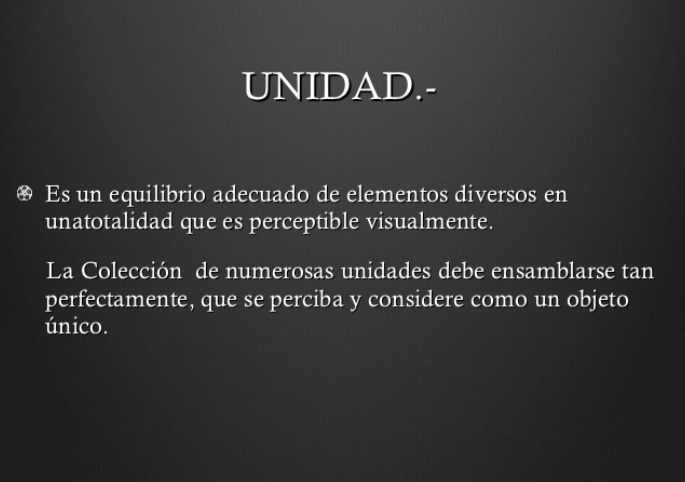 UNIDAD.-
Es un equilibrio adecuado de elementos diversos en
unatotalidad que es perceptible visualmente.
La Colección  de numerosas unidades debe ensamblarse tan
perfectamente, que se perciba y considere como un objeto
único.